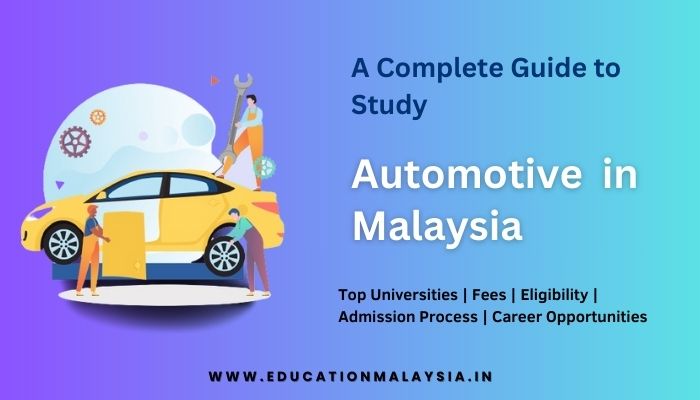 A Complete Guide to
Study
Automotive in
Malaysia
Top Universities | Fees | Eligibility |
Admission Process | Career Opportunities
WWW.EDUCATIONMALAYSIA.IN